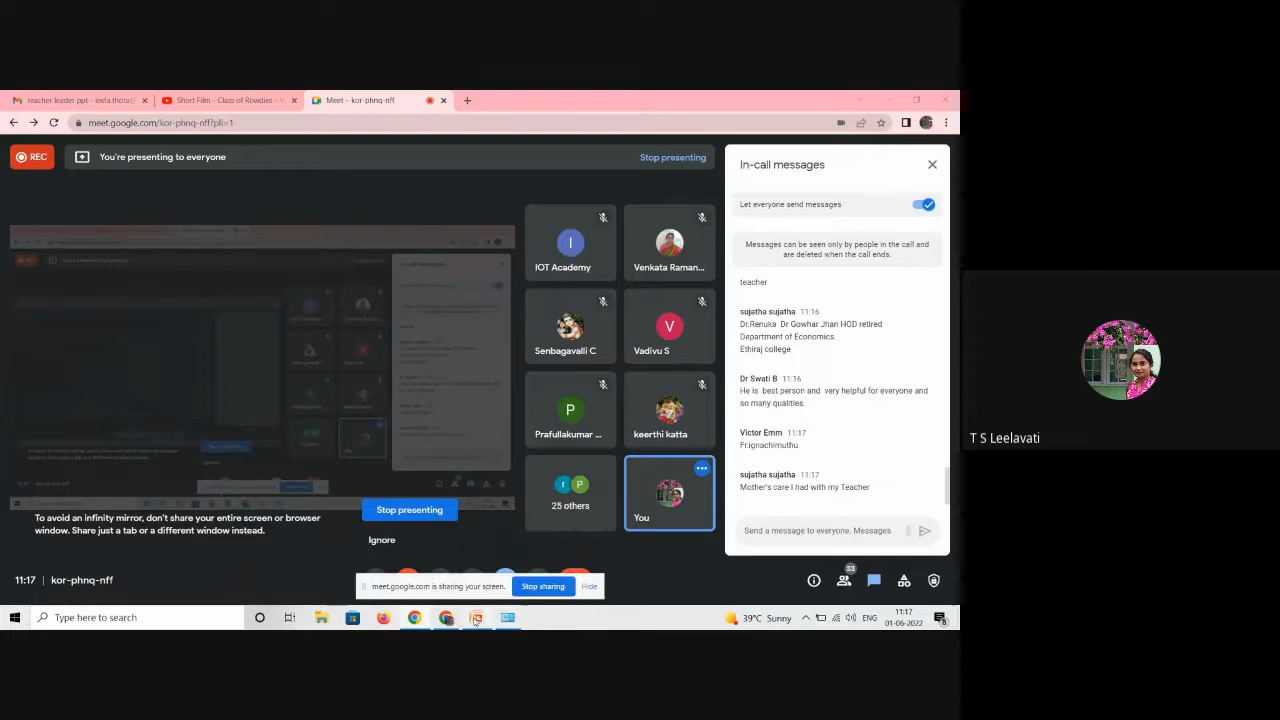 teacher leader ppt - leela.thota@
Short Film - Class of Rowdies - V
Meet – kor-phnq-nff
meet.google.com/kor-phnq-nff?pli=1
REC
You're presenting to everyone
Stop presenting
In-call messages
Let everyone send messages
Messages can be seen only by people in the call and
are deleted when the call ends.
teacher
sujatha sujatha 11:16
Dr.Renuka Dr Gowhar Jhan HOD retired
Department of Economics
Ethiraj college
Dr Swati B 11:16
He is best person and very helpful for everyone and
so many qualities.
Victor Emm 11:17
Fr.ignachimuthu
sujatha sujatha 11:17
Mother's care I had with my Teacher
Send a message to everyone. Messages
I
IOT Academy
Venkata Raman...
Senbagavalli C
V
Vadivu S
P
Prafullakumar ...
keerthi katta
r P
25 others
You
To avoid an infinity mirror, don't share your entire screen or browser
window. Share just a tab or a different window instead.
Stop presenting
Ignore
11:17 | kor-phnq-nff
meet.google.com is sharing your screen.
Stop sharing
Hide
33
Type here to search
39°C Sunny
ENG
11:17
01-06-2022
T S Leelavati